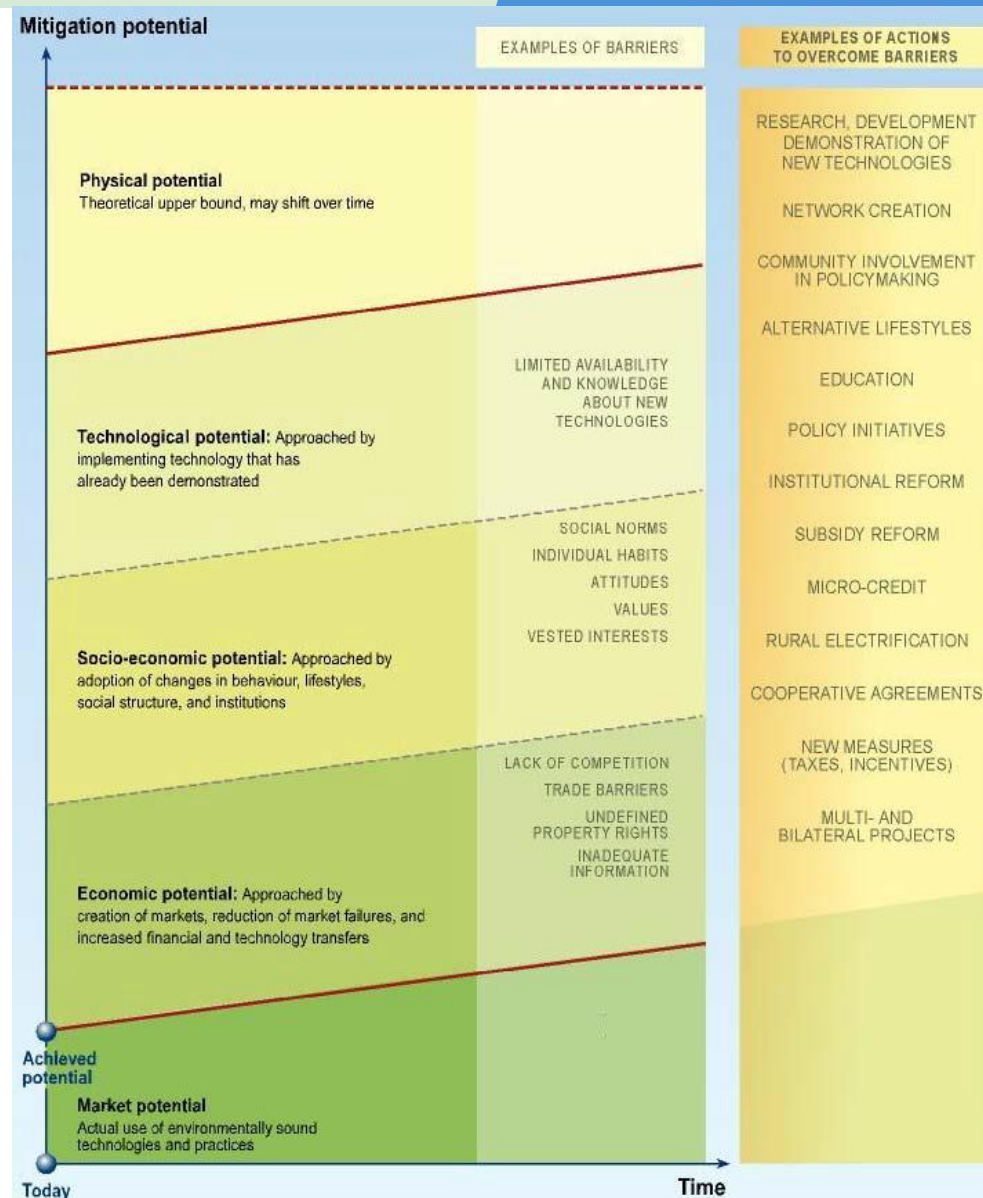 Mitigation potential
EXAMPLES OF BARRIERS
EXAMPLES OF ACTIONS
TO OVERCOME BARRIERS
Physical potential
Theoretical upper bound, may shift over time
LIMITED AVAILABILITY
AND KNOWLEDGE
ABOUT NEW
TECHNOLOGIES
Technological potential: Approached by
implementing technology that has
already been demonstrated
SOCIAL NORMS
INDIVIDUAL HABITS
ATTITUDES
VALUES
VESTED INTERESTS
Socio-economic potential: Approached by
adoption of changes in behaviour, lifestyles,
social structure, and institutions
LACK OF COMPETITION
TRADE BARRIERS
UNDEFINED
PROPERTY RIGHTS
INADEQUATE
INFORMATION
Economic potential: Approached by
creation of markets, reduction of market failures, and
increased financial and technology transfers
Achieved
potential
Market potential
Actual use of environmentally sound
technologies and practices
Today
Time
RESEARCH, DEVELOPMENT
DEMONSTRATION OF
NEW TECHNOLOGIES
NETWORK CREATION
COMMUNITY INVOLVEMENT
IN POLICYMAKING
ALTERNATIVE LIFESTYLES
EDUCATION
POLICY INITIATIVES
INSTITUTIONAL REFORM
SUBSIDY REFORM
MICRO-CREDIT
RURAL ELECTRIFICATION
COOPERATIVE AGREEMENTS
NEW MEASURES
(TAXES, INCENTIVES)
MULTI- AND
BILATERAL PROJECTS